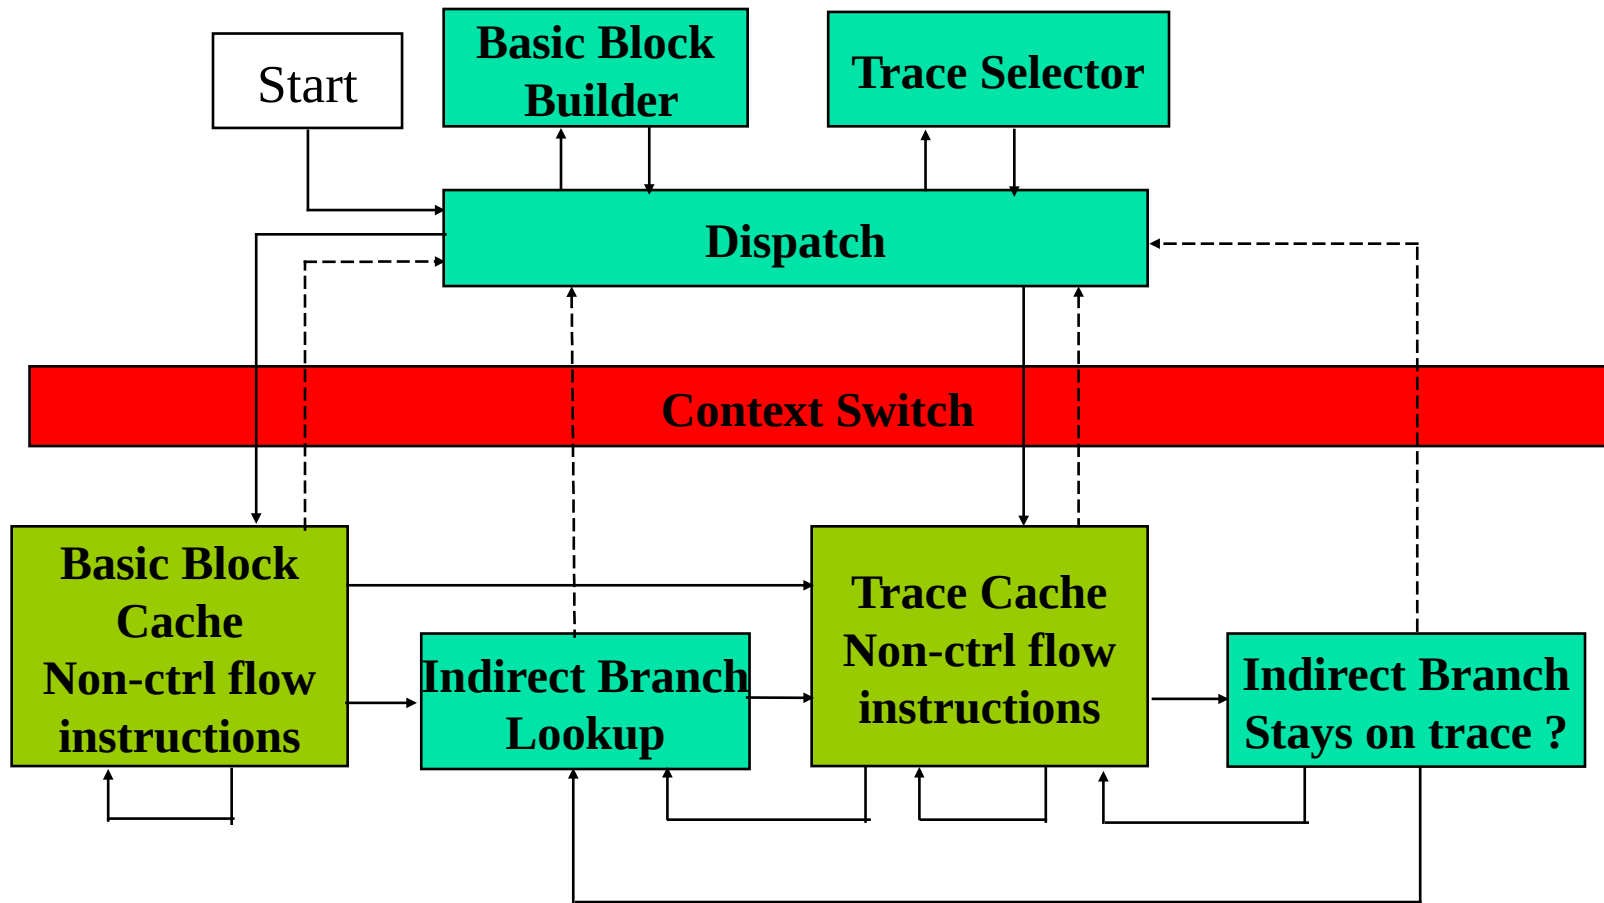 Start
Basic Block
Builder
Trace Selector
Dispatch
Context Switch
Basic Block
Cache
Non-ctrl flow
instructions
Indirect Branch
Lookup
Trace Cache
Non-ctrl flow
instructions
Indirect Branch
Stays on trace ?